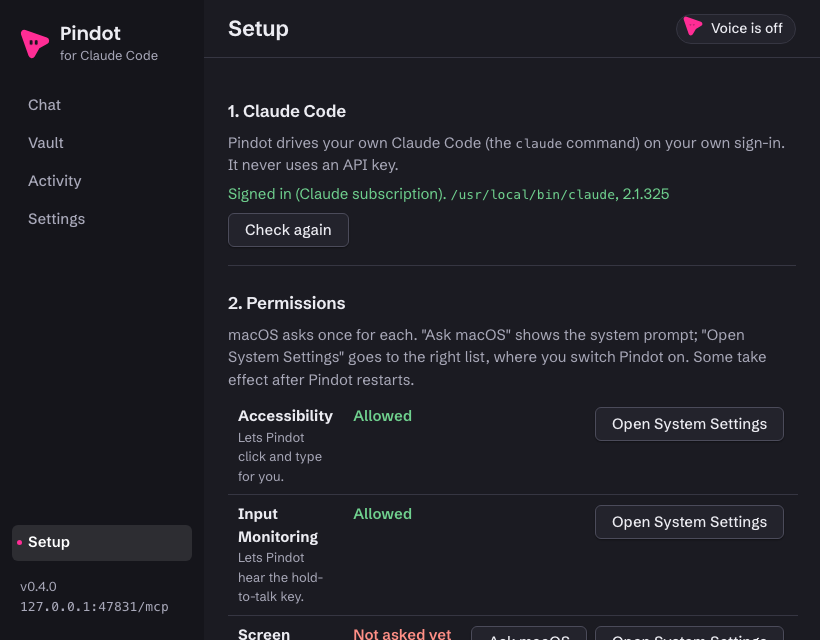 Pindot
for Claude Code
Chat
Vault
Activity
Settings
Setup
v0.4.0
127.0.0.1:47831/mcp
Setup
Voice is off
1. Claude Code
Pindot drives your own Claude Code (the claude command) on your own sign-in.
It never uses an API key.
Signed in (Claude subscription). /usr/local/bin/claude, 2.1.325
Check again
2. Permissions
macOS asks once for each. "Ask macOS" shows the system prompt; "Open
System Settings" goes to the right list, where you switch Pindot on. Some take
effect after Pindot restarts.
Accessibility
Lets Pindot
click and type
for you.
Allowed
Open System Settings
Input
Monitoring
Lets Pindot
hear the hold-
to-talk key.
Allowed
Open System Settings
Screen
Not asked yet
Ask macOS
Open System Settings